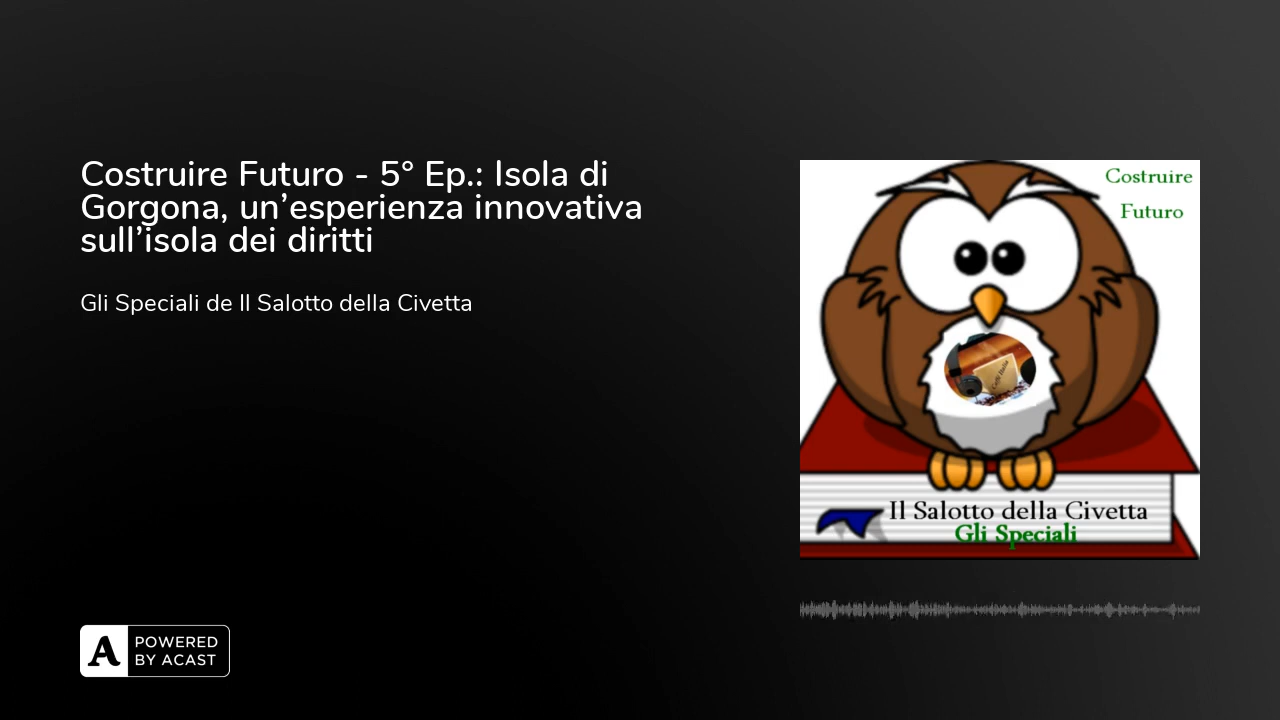 Costruire Futuro - 5° Ep.: Isola di
Gorgona, un’esperienza innovativa
sull’isola dei diritti
Gli Speciali de Il Salotto della Civetta
Costruire
Futuro
Il Salotto della Civetta
Gli Speciali
A POWERED
BY ACAST